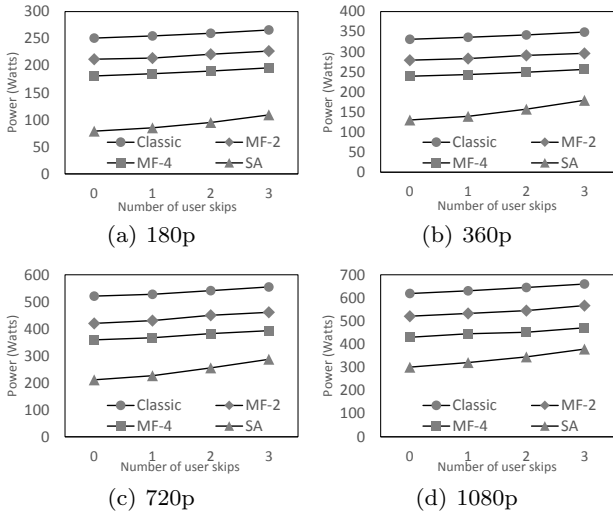 300
250
200
150
100
50
0
Power (Watts)
Classic
MF-2
MF-4
SA
0 1 2 3
Number of user skips
(a) 180p
400
350
300
250
200
150
100
50
0
Power (Watts)
Classic
MF-2
MF-4
SA
0 1 2 3
Number of user skips
(b) 360p
600
500
400
300
200
100
0
Power (Watts)
Classic
MF-2
MF-4
SA
0 1 2 3
Number of user skips
(c) 720p
700
600
500
400
300
200
100
0
Power (Watts)
Classic
MF-2
MF-4
SA
0 1 2 3
Number of user skips
(d) 1080p